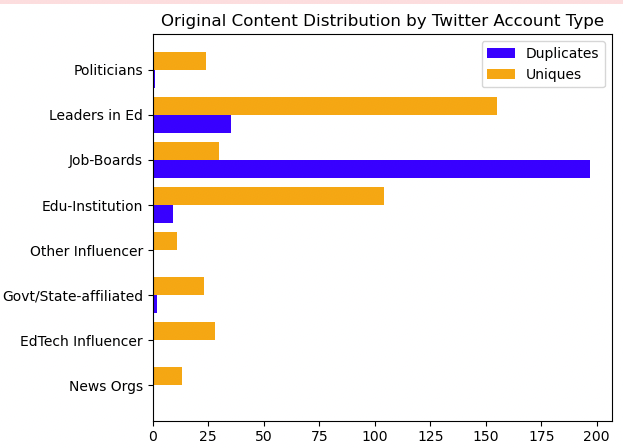 Original Content Distribution by Twitter Account Type
Duplicates
Uniques
Politicians
Leaders in Ed
Job-Boards
Edu-Institution
Other Influencer
Govt/State-affiliated
EdTech Influencer
News Orgs
0 25 50 75 100 125 150 175 200